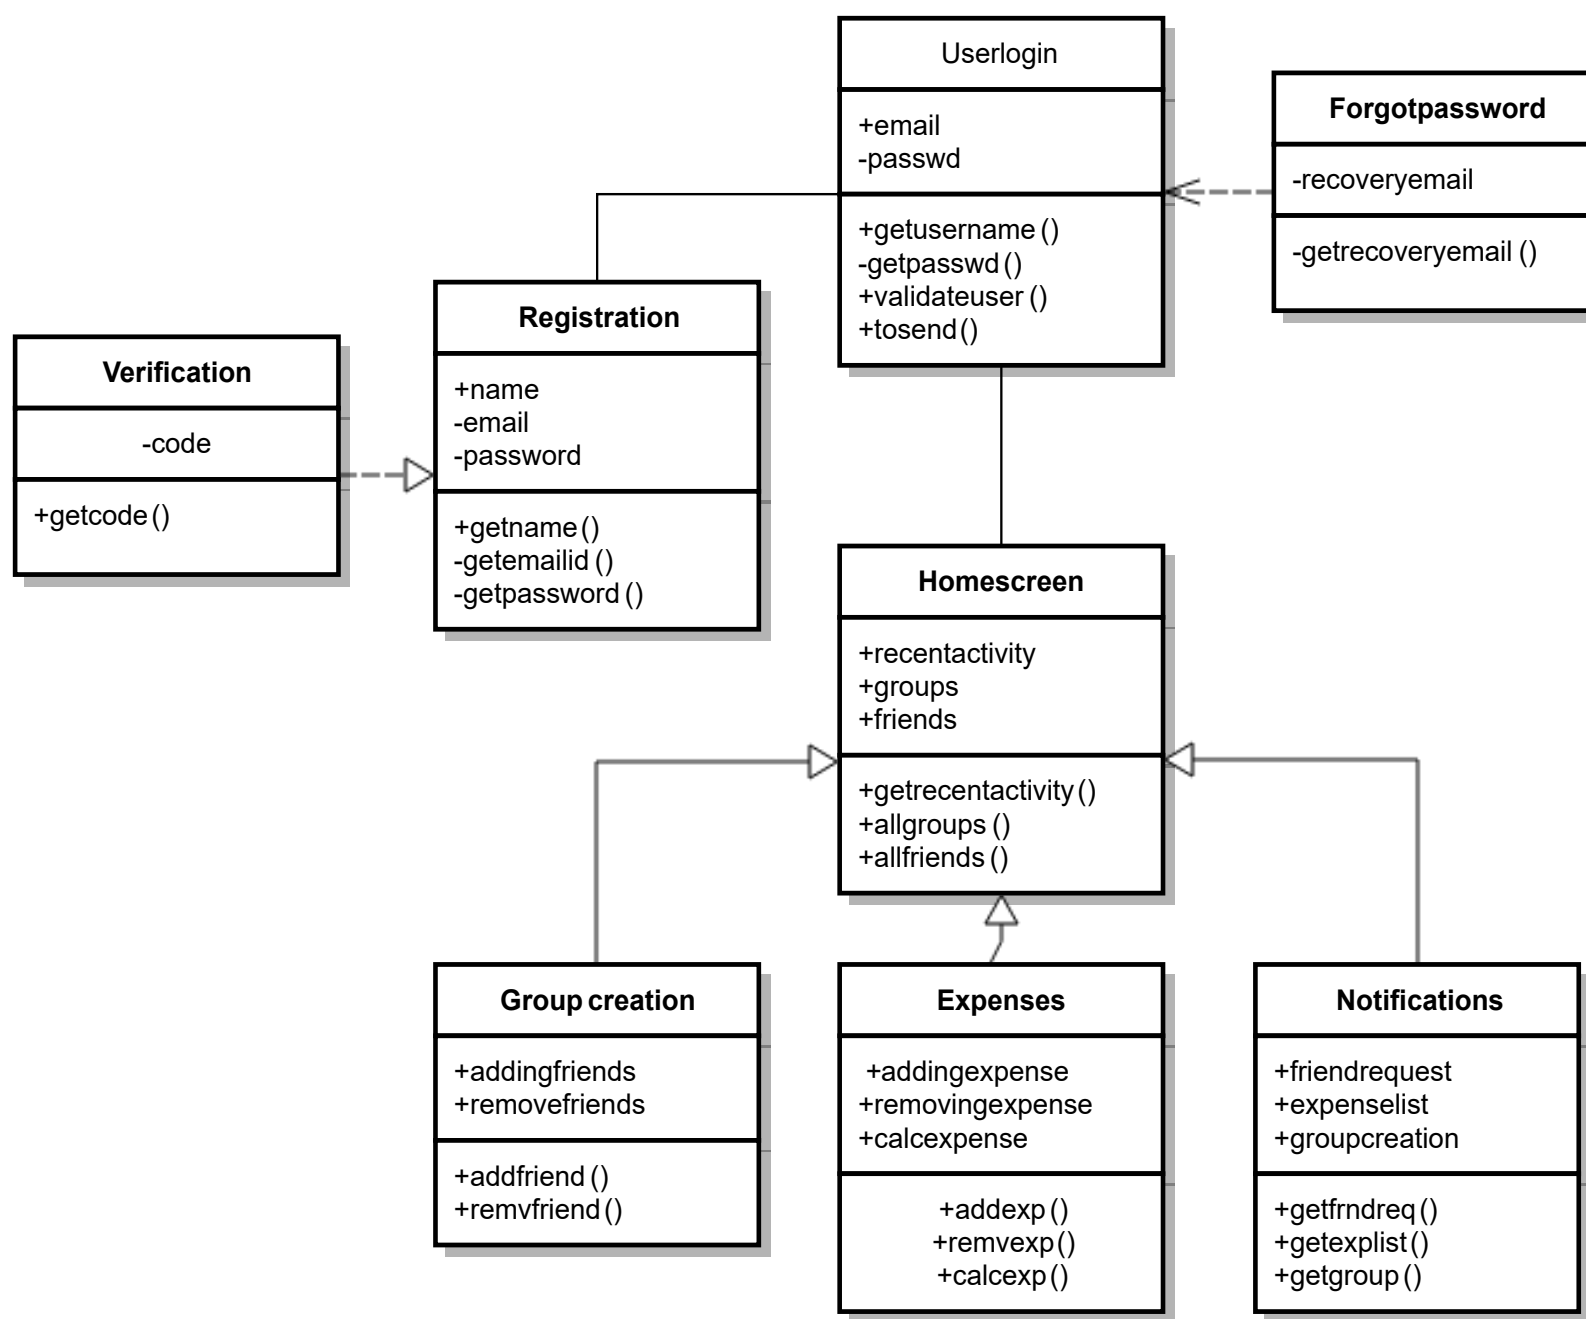 Userlogin
+email
-passwd
+getusername ()
-getpasswd ()
+validateuser ()
+tosend ()
Forgotpassword
-recoveryemail
-getrecoveryemail ()
Registration
+name
-email
-password
+getname ()
-getemailid ()
-getpassword ()
Verification
-code
+getcode ()
Homescreen
+recentactivity
+groups
+friends
+getrecentactivity ()
+allgroups ()
+allfriends ()
Group creation
+addingfriends
+removefriends
+addfriend ()
+remvfriend ()
Expenses
+addingexpense
+removingexpense
+calcexpense
+addexp ()
+remvexp ()
+calcexp ()
Notifications
+friendrequest
+expenselist
+groupcreation
+getfrndreq ()
+getexplist ()
+getgroup ()